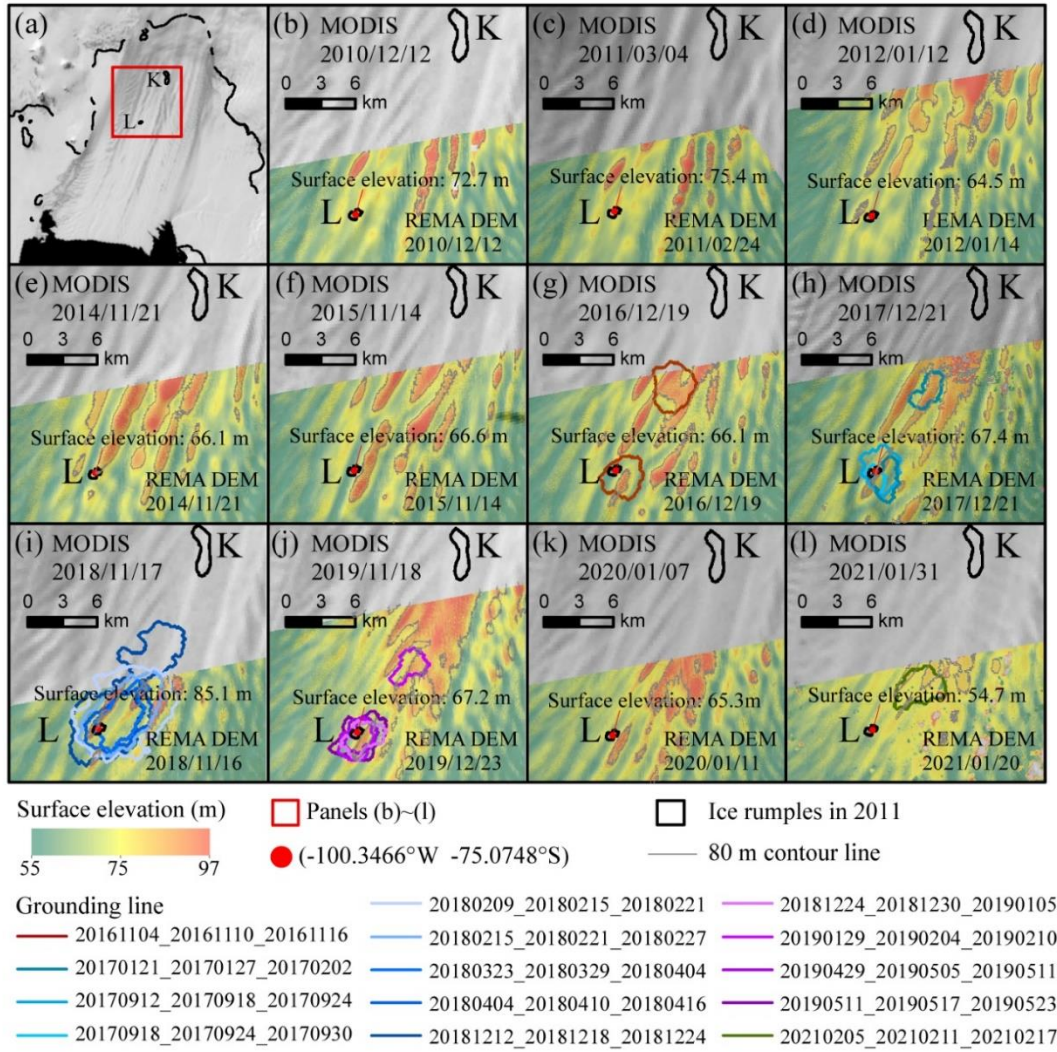 (a)
K
L
(b) MODIS
2010/12/12
K
0 3 6
km
Surface elevation: 72.7 m
L
REMA DEM
2010/12/12
(c) MODIS
2011/03/04
K
0 3 6
km
Surface elevation: 75.4 m
L
REMA DEM
2011/02/24
(d) MODIS
2012/01/12
K
0 3 6
km
Surface elevation: 64.5 m
L
REMA DEM
2012/01/14
(e) MODIS
2014/11/21
K
0 3 6
km
Surface elevation: 66.1 m
L
REMA DEM
2014/11/21
(f) MODIS
2015/11/14
K
0 3 6
km
Surface elevation: 66.6 m
L
REMA DEM
2015/11/14
(g) MODIS
2016/12/19
K
0 3 6
km
Surface elevation: 66.1 m
L
REMA DEM
2016/12/19
(h) MODIS
2017/12/21
K
0 3 6
km
Surface elevation: 67.4 m
L
REMA DEM
2017/12/21
(i) MODIS
2018/11/17
K
0 3 6
km
Surface elevation: 85.1 m
L
REMA DEM
2018/11/16
(j) MODIS
2019/11/18
K
0 3 6
km
Surface elevation: 67.2 m
L
REMA DEM
2019/12/23
(k) MODIS
2020/01/07
K
0 3 6
km
Surface elevation: 65.3m
L
REMA DEM
2020/01/11
(l) MODIS
2021/01/31
K
0 3 6
km
Surface elevation: 54.7 m
L
REMA DEM
2021/01/20
Surface elevation (m)
55 75 97
Panels (b)~(l)
Ice rumples in 2011
(-100.3466°W -75.0748°S)
80 m contour line
Grounding line
20161104_20161110_20161116
20170121_20170127_20170202
20170912_20170918_20170924
20170918_20170924_20170930
20180209_20180215_20180221
20180215_20180221_20180227
20180323_20180329_20180404
20180404_20180410_20180416
20181212_20181218_20181224
20181224_20181230_20190105
20190129_20190204_20190210
20190429_20190505_20190511
20190511_20190517_20190523
20210205_20210211_20210217